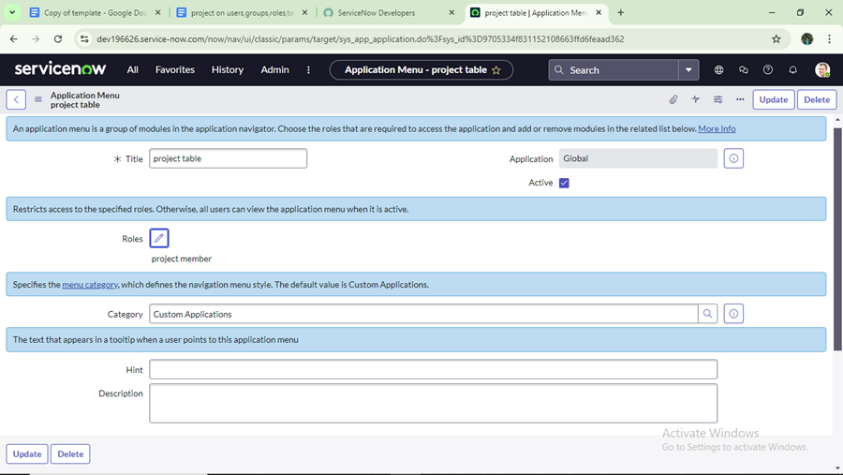 Copy of template - Google Doc
project on users,groups,roles,ta
ServiceNow Developers
project table | Application Men
dev196626.service-now.com/now/nav/ui/classic/params/target/sys_app_application.do%3Fsys_id%3D9705334f831152108663ffd6feaad362
servicenow
All
Favorites
History
Admin
Application Menu - project table
Search
Application Menu
project table
Update
Delete
An application menu is a group of modules in the application navigator. Choose the roles that are required to access the application and add or remove modules in the related list below. More Info
Title
project table
Application
Global
Active
Restricts access to the specified roles. Otherwise, all users can view the application menu when it is active.
Roles
project member
Specifies the menu category, which defines the navigation menu style. The default value is Custom Applications.
Category
Custom Applications
The text that appears in a tooltip when a user points to this application menu
Hint
Description
Activate Windows
Go to Settings to activate Windows.
Update
Delete